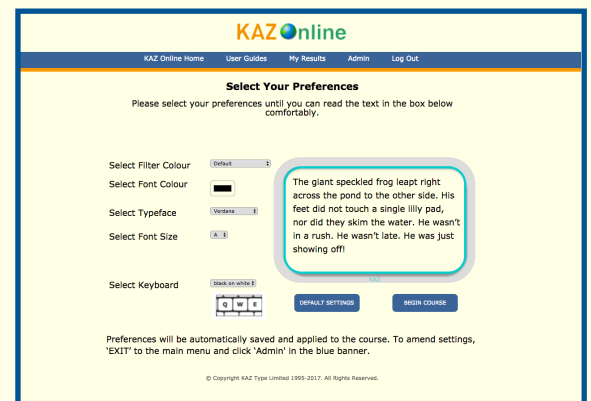 KAZ Online
KAZ Online Home User Guides My Results Admin Log Out
Select Your Preferences
Please select your preferences until you can read the text in the box below
comfortably.
Select Filter Colour Default
Select Font Colour
Select Typeface Verdana
Select Font Size A
The giant speckled frog leapt right
across the pond to the other side. His
feet did not touch a single lilly pad,
nor did they skim the water. He wasn't
in a rush. He wasn't late. He was just
showing off!
KAZ
Select Keyboard black on white
Q W E
DEFAULT SETTINGS BEGIN COURSE
Preferences will be automatically saved and applied to the course. To amend settings,
'EXIT' to the main menu and click 'Admin' in the blue banner.
© Copyright KAZ Type Limited 1995-2017. All Rights Reserved.